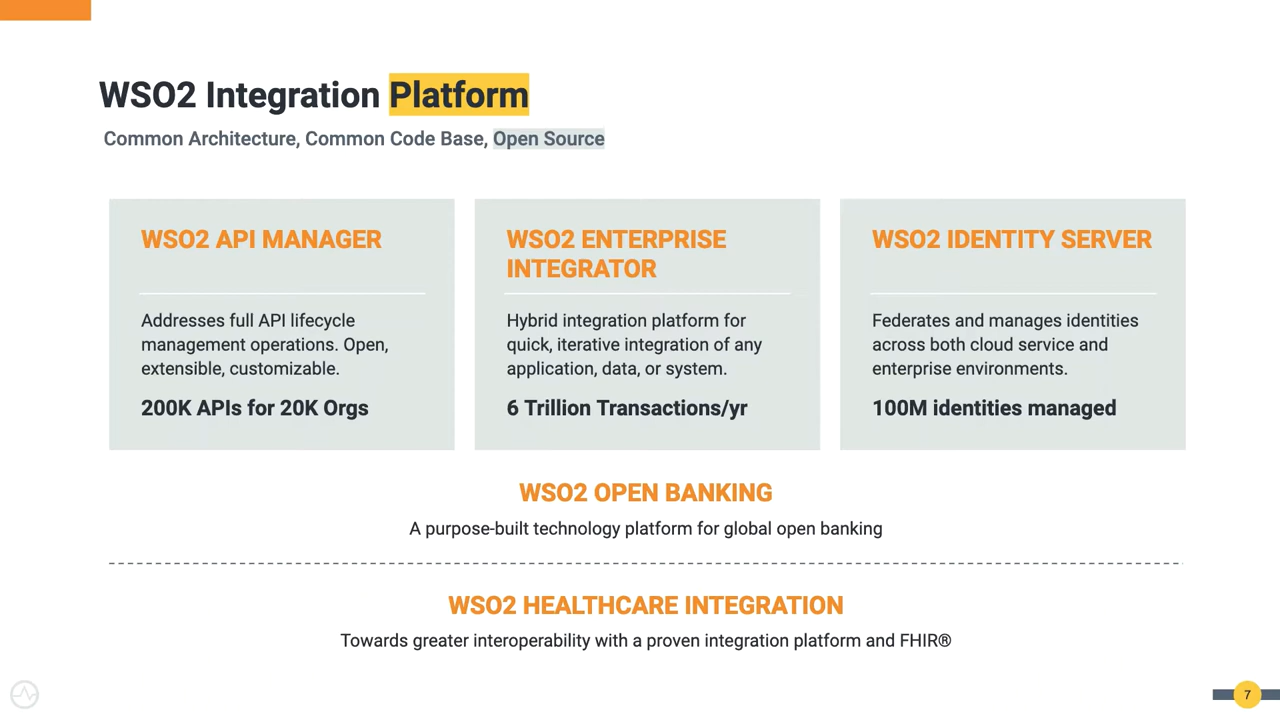 WSO2 Integration Platform
Common Architecture, Common Code Base, Open Source
WSO2 API MANAGER
Addresses full API lifecycle
management operations. Open,
extensible, customizable.
200K APIs for 20K Orgs
WSO2 ENTERPRISE
INTEGRATOR
Hybrid integration platform for
quick, iterative integration of any
application, data, or system.
6 Trillion Transactions/yr
WSO2 IDENTITY SERVER
Federates and manages identities
across both cloud service and
enterprise environments.
100M identities managed
WSO2 OPEN BANKING
A purpose-built technology platform for global open banking
WSO2 HEALTHCARE INTEGRATION
Towards greater interoperability with a proven integration platform and FHIR®
7